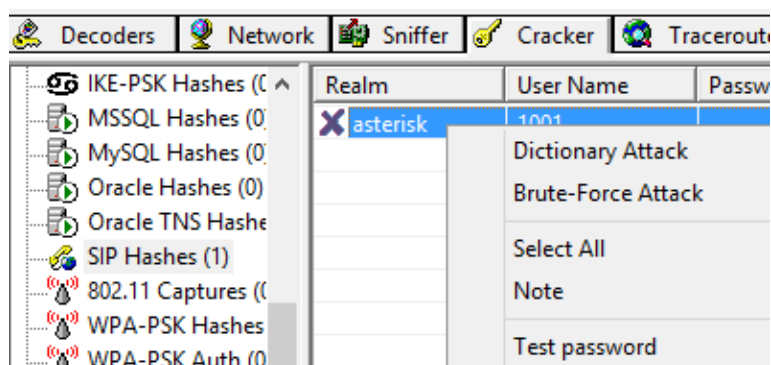 Decoders Network Sniffer Cracker Traceroute
IKE-PSK Hashes (0
MSSQL Hashes (0)
MySQL Hashes (0)
Oracle Hashes (0)
Oracle TNS Hashe
SIP Hashes (1)
802.11 Captures (0
WPA-PSK Hashes
WPA-PSK Auth (0
Realm User Name Passw
asterisk 1001
Dictionary Attack
Brute-Force Attack
Select All
Note
Test password